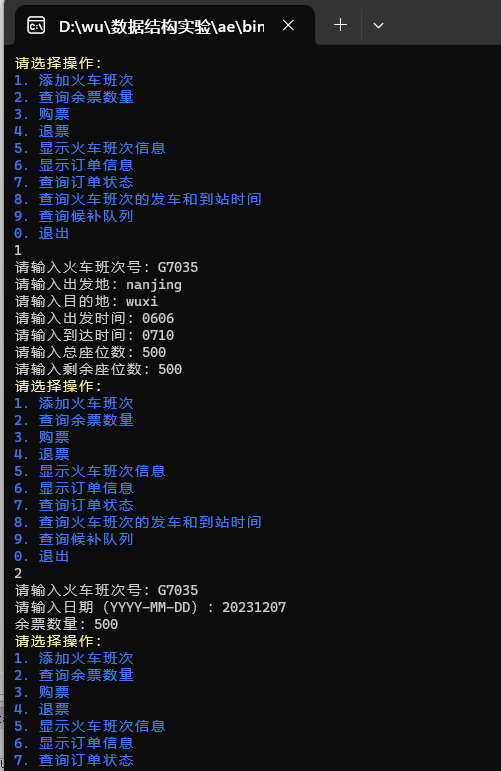 D:\wu\数据结构实验\ae\bin
请选择操作:
1. 添加火车班次
2. 查询余票数量
3. 购票
4. 退票
5. 显示火车班次信息
6. 显示订单信息
7. 查询订单状态
8. 查询火车班次的发车和到站时间
9. 查询候补队列
0. 退出
1
请输入火车班次号: G7035
请输入出发地: nanjing
请输入目的地: wuxi
请输入出发时间: 0606
请输入到达时间: 0710
请输入总座位数: 500
请输入剩余座位数: 500
请选择操作:
1. 添加火车班次
2. 查询余票数量
3. 购票
4. 退票
5. 显示火车班次信息
6. 显示订单信息
7. 查询订单状态
8. 查询火车班次的发车和到站时间
9. 查询候补队列
0. 退出
2
请输入火车班次号: G7035
请输入日期（YYYY-MM-DD）: 20231207
余票数量: 500
请选择操作:
1. 添加火车班次
2. 查询余票数量
3. 购票
4. 退票
5. 显示火车班次信息
6. 显示订单信息
7. 查询订单状态